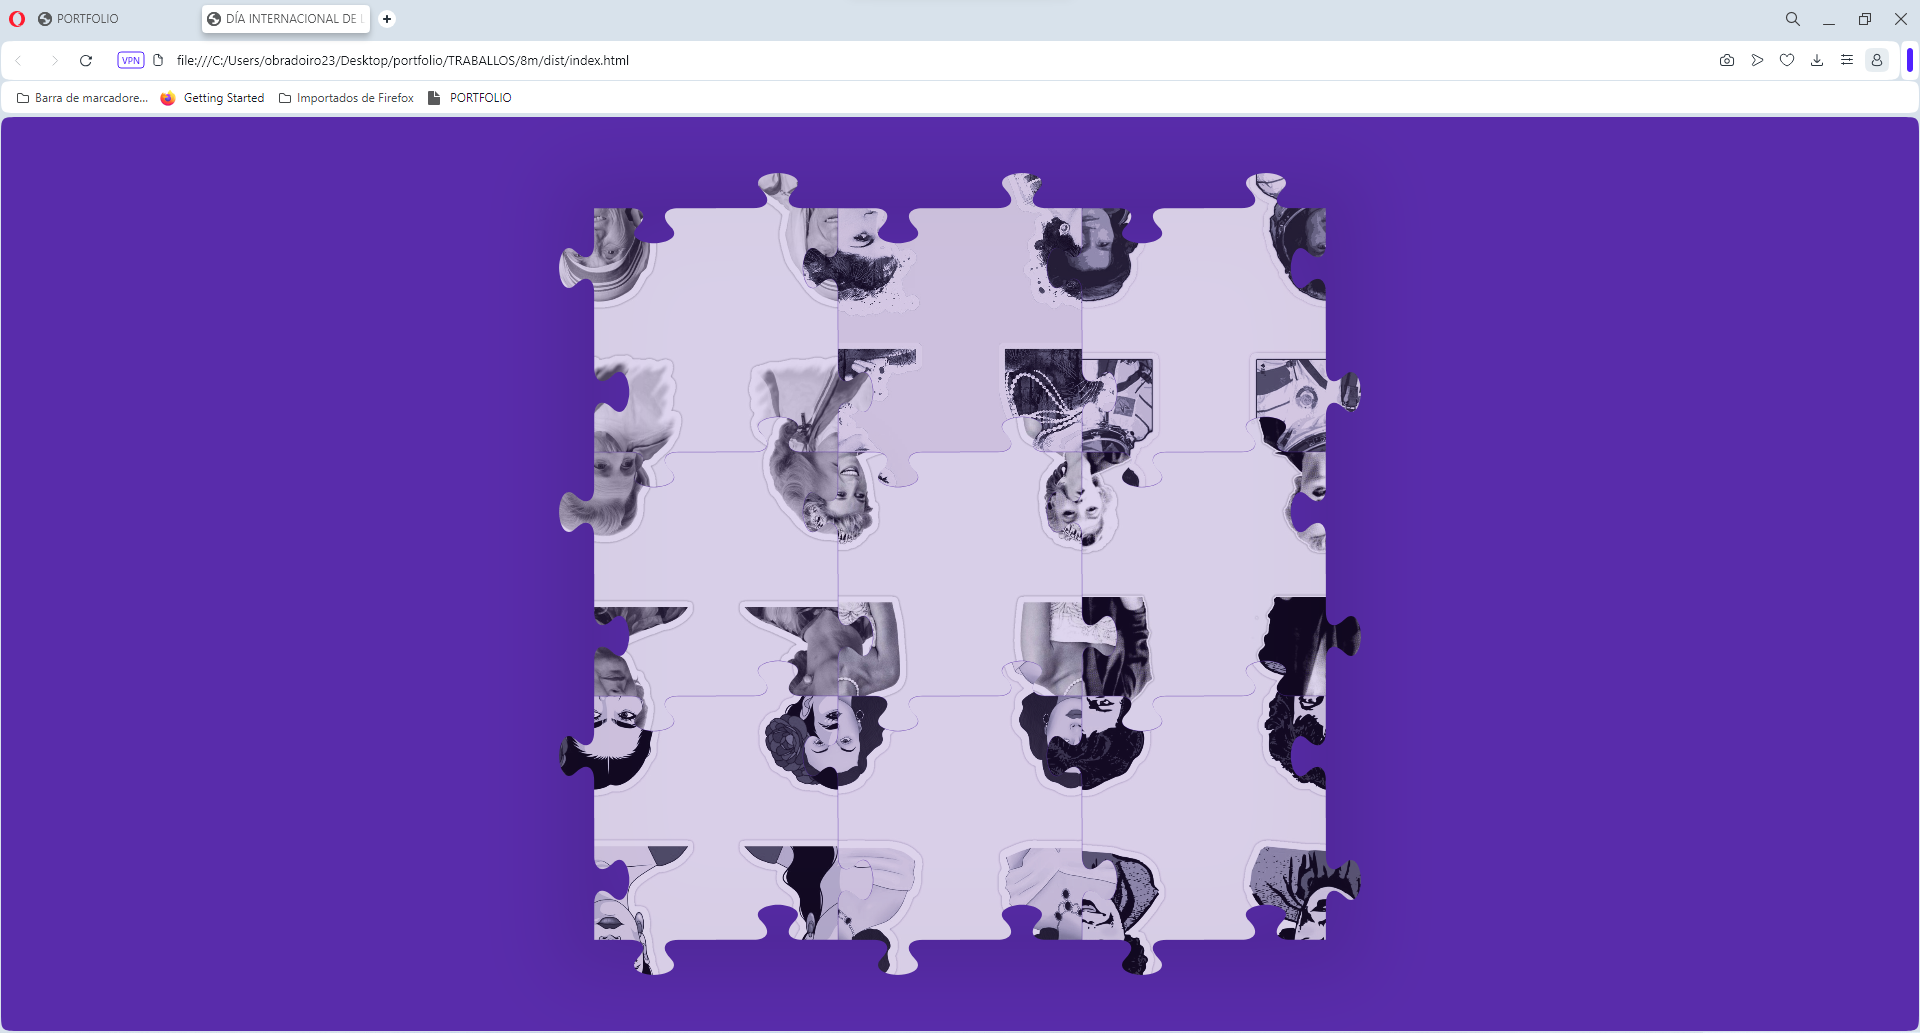 PORTFOLIO
DÍA INTERNACIONAL DE L
VPN
file:///C:/Users/obradoiro23/Desktop/portfolio/TRABALLOS/8m/dist/index.html
Barra de marcadore...
Getting Started
Importados de Firefox
PORTFOLIO